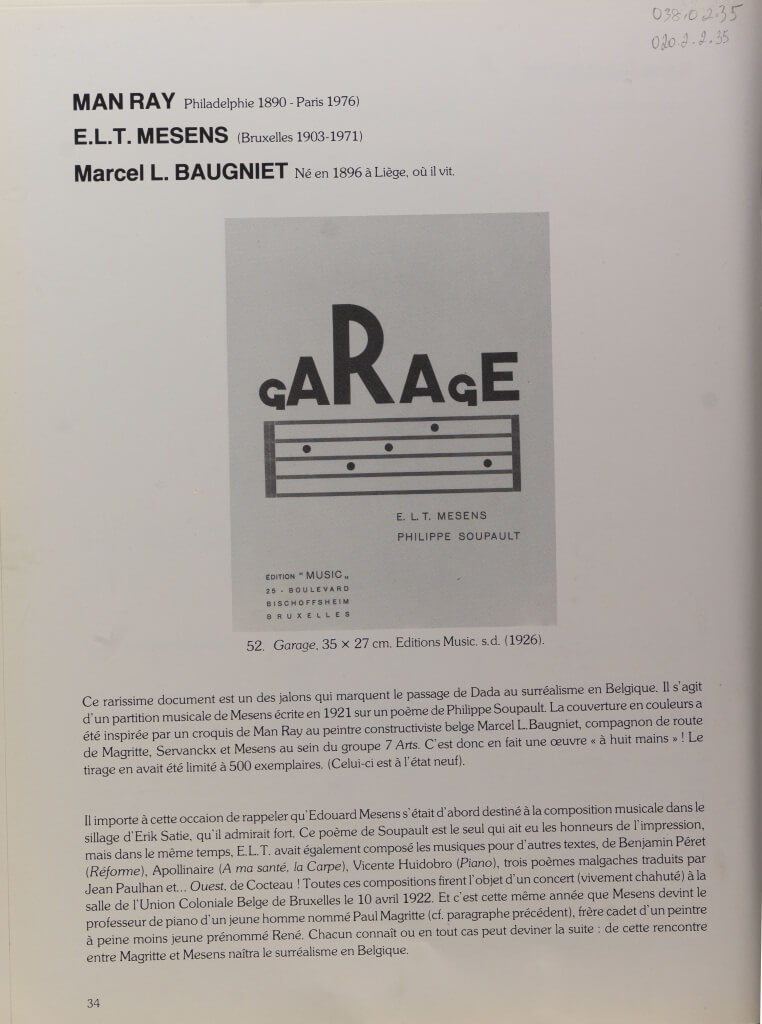 038.0.2.35
020.2.2.35
MAN RAY Philadelphie 1890 - Paris 1976)
E.L.T. MESENS (Bruxelles 1903-1971)
Marcel L. BAUGNIET Né en 1896 à Liège, où il vit.
GARAGE
E. L. T. MESENS
PHILIPPE SOUPAULT
EDITION "MUSIC„
25 - BOULEVARD
BISCHOFFSHEIM
BRUXELLES
52. Garage, 35 × 27 cm. Editions Music. s.d. (1926).
Ce rarissime document est un des jalons qui marquent le passage de Dada au surréalisme en Belgique. Il s'agit
d'un partition musicale de Mesens écrite en 1921 sur un poème de Philippe Soupault. La couverture en couleurs a
été inspirée par un croquis de Man Ray au peintre constructiviste belge Marcel L.Baugniet, compagnon de route
de Magritte, Servanckx et Mesens au sein du groupe 7 Arts. C'est donc en fait une œuvre « à huit mains » ! Le
tirage en avait été limité à 500 exemplaires. (Celui-ci est à l'état neuf).
Il importe à cette occaion de rappeler qu'Edouard Mesens s'était d'abord destiné à la composition musicale dans le
sillage d'Erik Satie, qu'il admirait fort. Ce poème de Soupault est le seul qui ait eu les honneurs de l'impression,
mais dans le même temps, E.L.T. avait également composé les musiques pour d'autres textes, de Benjamin Péret
(Réforme), Apollinaire (A ma santé, la Carpe), Vicente Huidobro (Piano), trois poèmes malgaches traduits par
Jean Paulhan et... Ouest, de Cocteau ! Toutes ces compositions firent l'objet d'un concert (vivement chahuté) à la
salle de l'Union Coloniale Belge de Bruxelles le 10 avril 1922. Et c'est cette même année que Mesens devint le
professeur de piano d'un jeune homme nommé Paul Magritte (cf. paragraphe précédent), frère cadet d'un peintre
à peine moins jeune prénommé René. Chacun connaît ou en tout cas peut deviner la suite : de cette rencontre
entre Magritte et Mesens naîtra le surréalisme en Belgique.
34